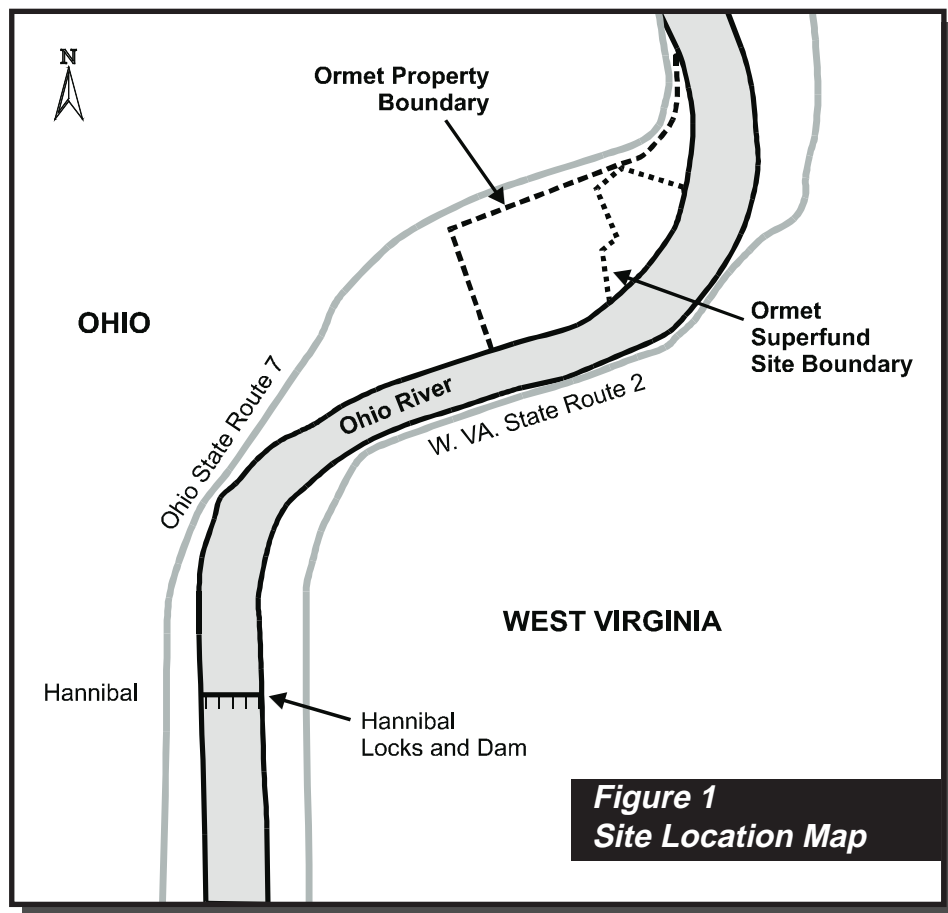 N
Ormet Property
Boundary
OHIO
Ormet
Superfund
Site Boundary
Ohio State Route 7
Ohio River
W. VA. State Route 2
WEST VIRGINIA
Hannibal
Hannibal
Locks and Dam
Figure 1
Site Location Map